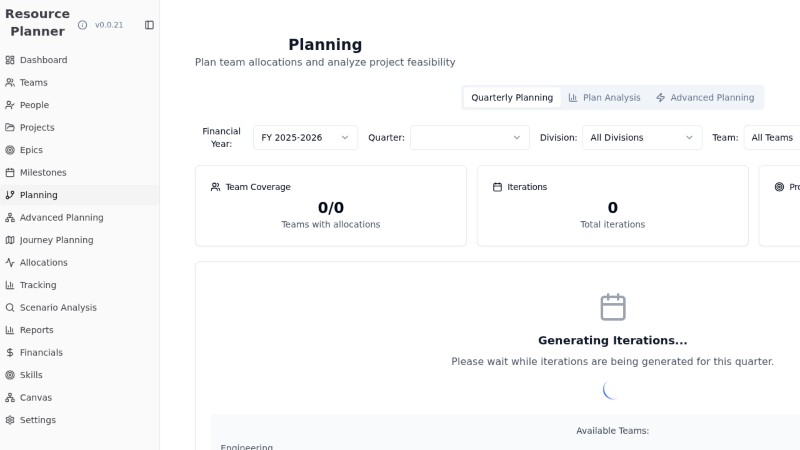 Resource
Planner
v0.0.21
Dashboard
Teams
People
Projects
Epics
Milestones
Planning
Advanced Planning
Journey Planning
Allocations
Tracking
Scenario Analysis
Reports
Financials
Skills
Canvas
Settings
Planning
Plan team allocations and analyze project feasibility
Quarterly Planning Plan Analysis Advanced Planning
Financial
Year:
FY 2025-2026 Quarter: Division: All Divisions Team: All Teams
Team Coverage
0/0
Teams with allocations
Iterations
0
Total iterations
Generating Iterations...
Please wait while iterations are being generated for this quarter.
Available Teams:
Engineering